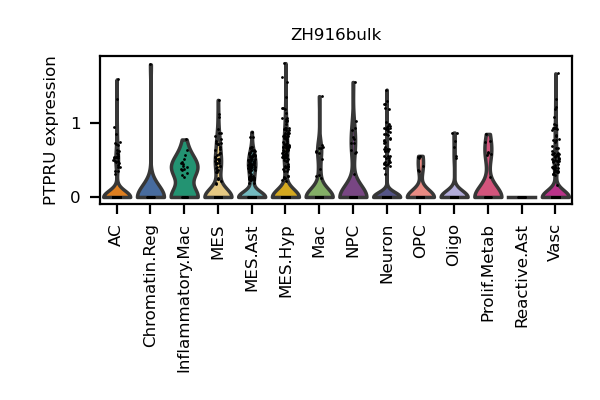 ZH916bulk
PTPRU expression
1
0
AC
Chromatin.Reg
Inflammatory.Mac
MES
MES.Ast
MES.Hyp
Mac
NPC
Neuron
OPC
Oligo
Prolif.Metab
Reactive.Ast
Vasc